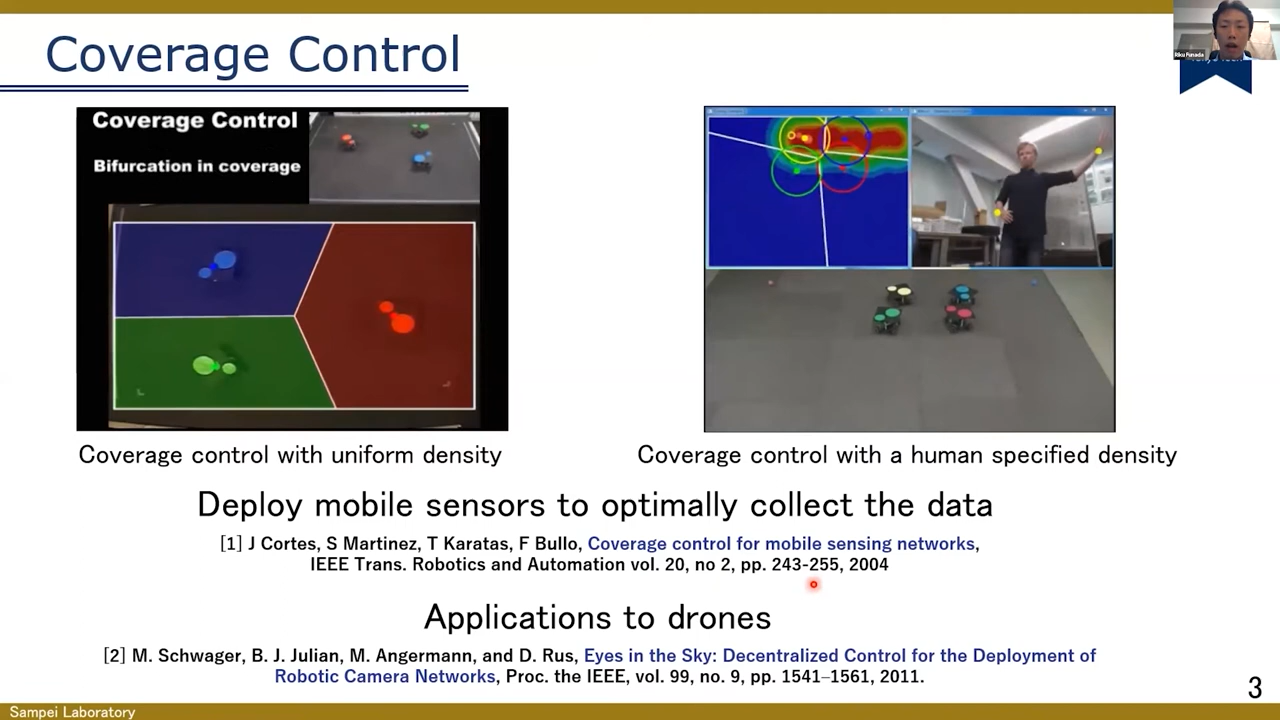 Coverage Control
Riku Funada
Coverage Control
Bifurcation in coverage
Coverage control with uniform density
Coverage control with a human specified density
Deploy mobile sensors to optimally collect the data
[1] J Cortes, S Martinez, T Karatas, F Bullo, Coverage control for mobile sensing networks,
IEEE Trans. Robotics and Automation vol. 20, no 2, pp. 243-255, 2004
Applications to drones
[2] M. Schwager, B. J. Julian, M. Angermann, and D. Rus, Eyes in the Sky: Decentralized Control for the Deployment of
Robotic Camera Networks, Proc. the IEEE, vol. 99, no. 9, pp. 1541–1561, 2011.
3
Sampei Laboratory